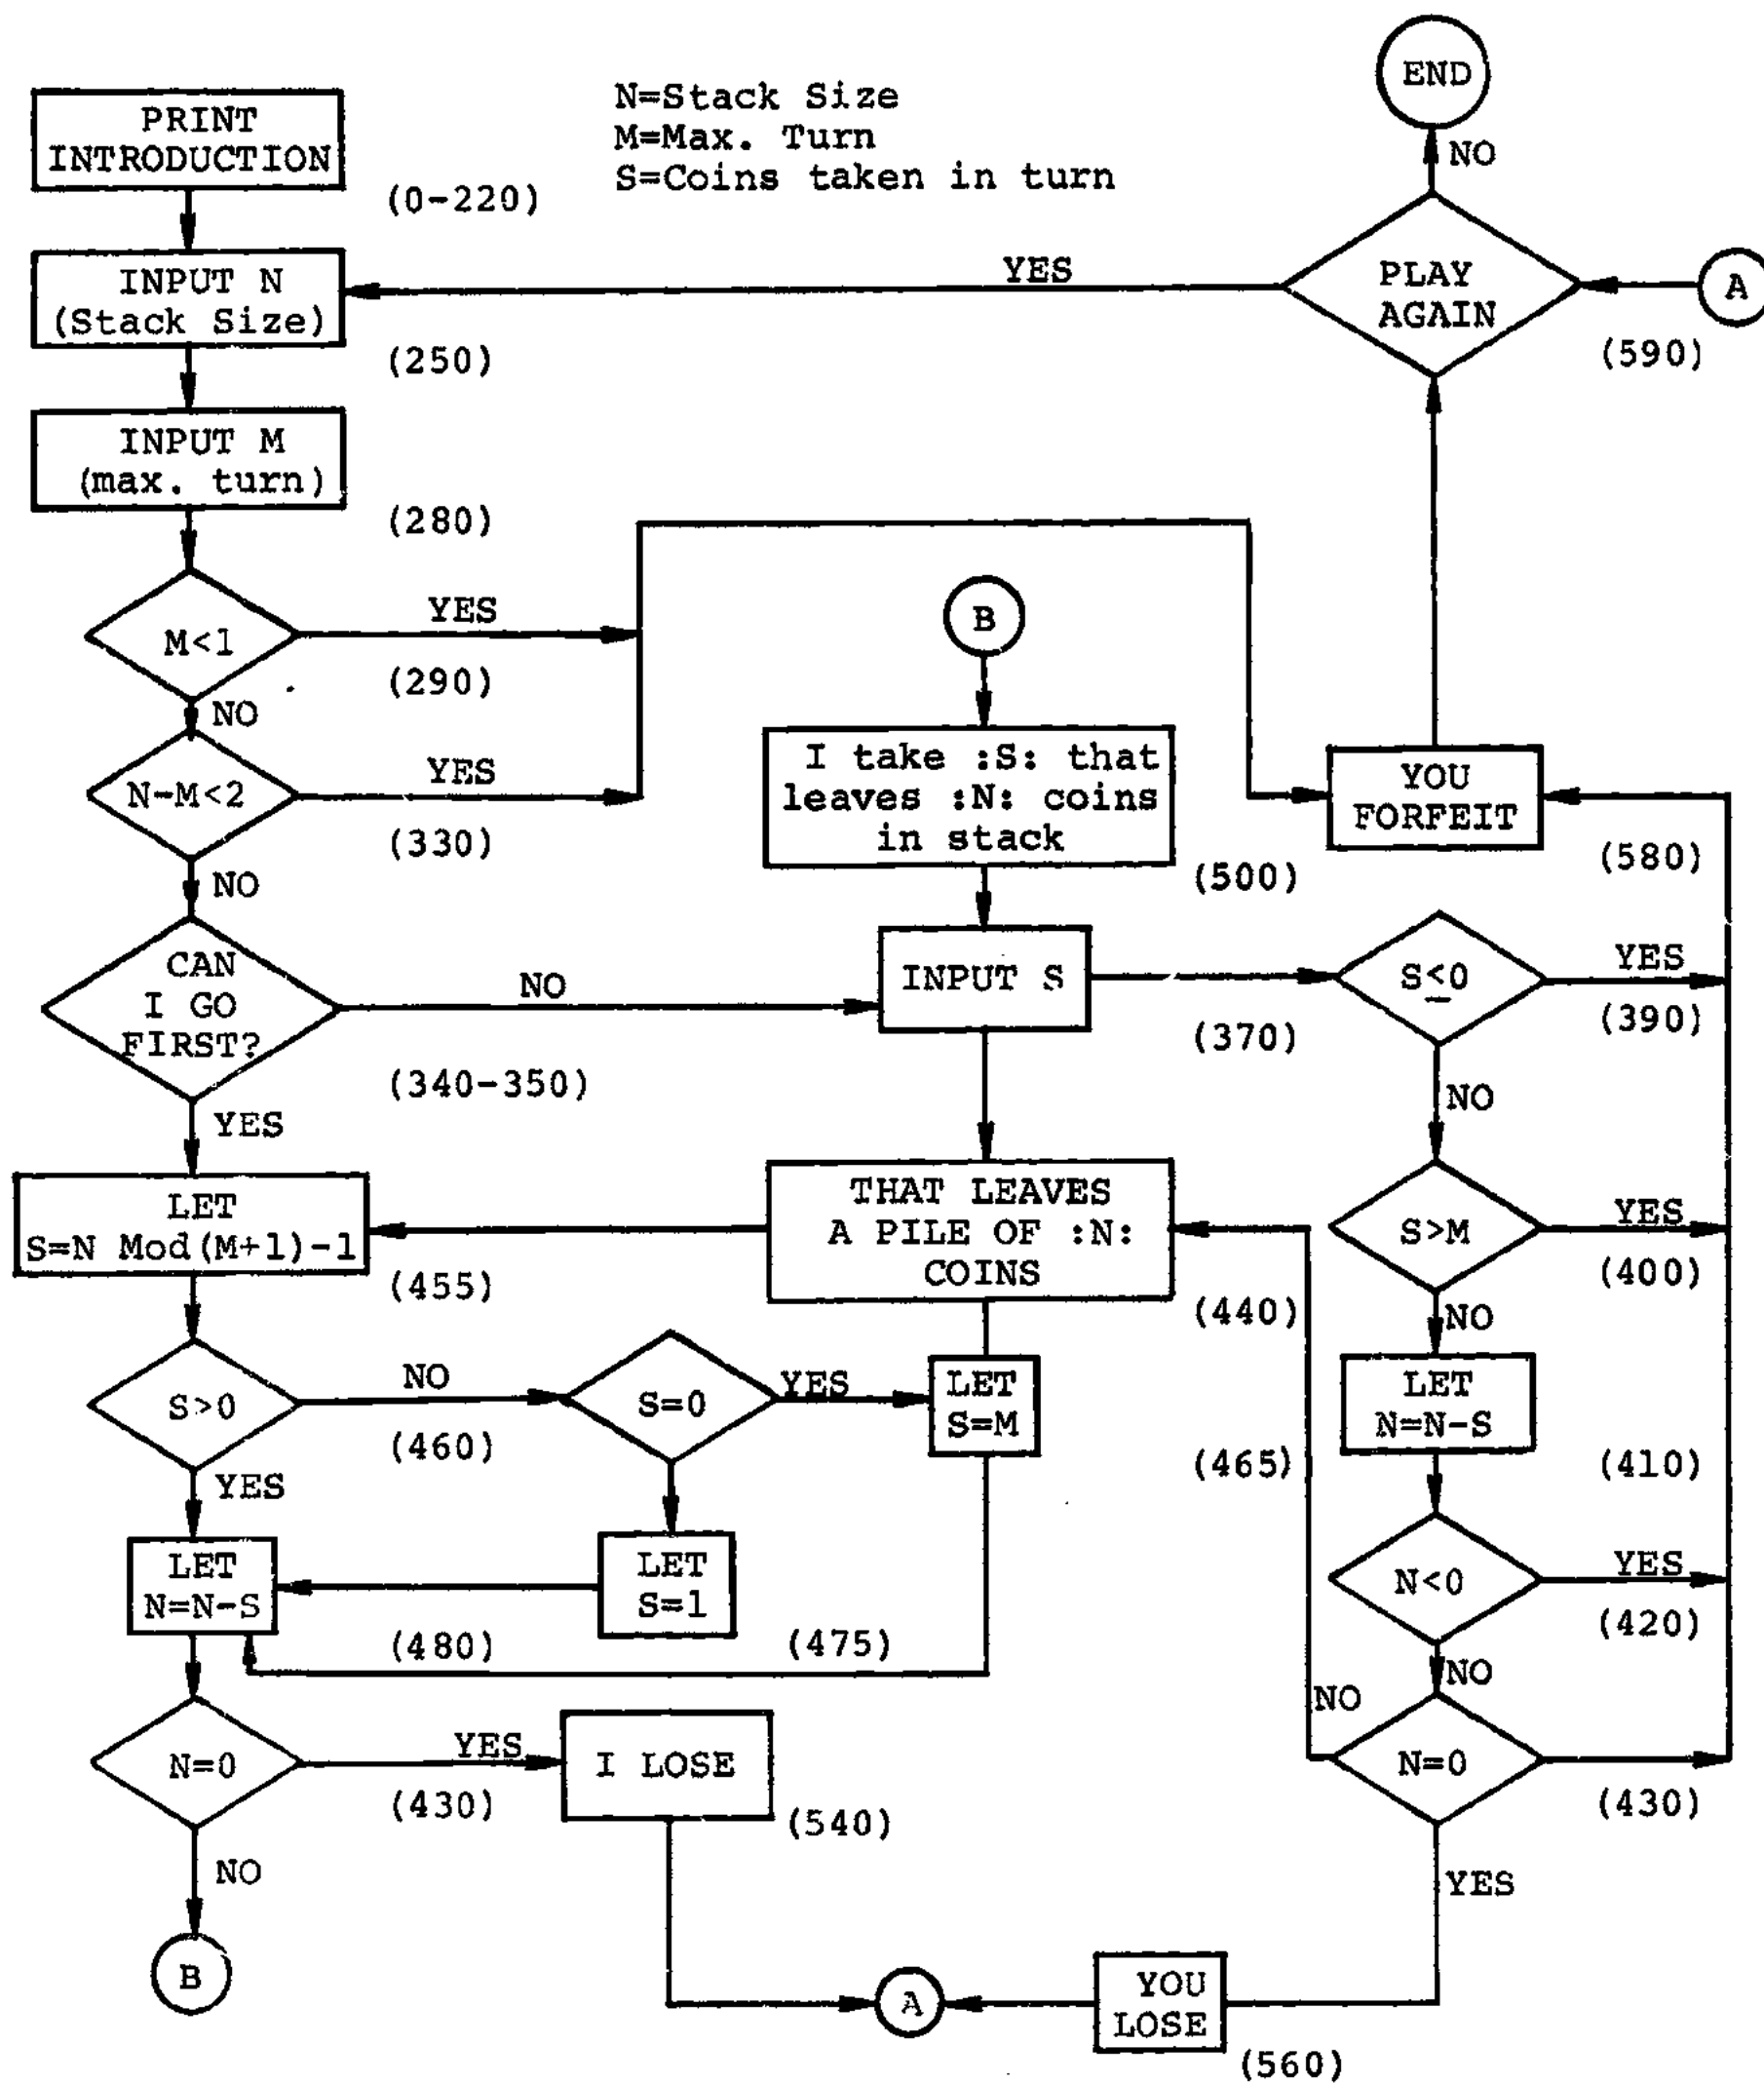 N=Stack Size
M=Max. Turn
S=Coins taken in turn
PRINT
INTRODUCTION
(0-220)
INPUT N
(Stack Size)
(250)
INPUT M
(max. turn)
(280)
M<1
YES
(290)
NO
N-M<2
YES
(330)
NO
CAN
I GO
FIRST?
NO
(340-350)
YES
LET
S=N Mod(M+1)-1
(455)
S>0
NO
(460)
YES
S=0
YES
LET
S=M
(465)
LET
S=1
(475)
LET
N=N-S
(480)
N=0
YES
(430)
NO
B
I LOSE
(540)
A
B
I take :S: that
leaves :N: coins
in stack
(500)
INPUT S
(370)
THAT LEAVES
A PILE OF :N:
COINS
(440)
END
NO
PLAY
AGAIN
YES
A
(590)
YOU
FORFEIT
(580)
S≤0
YES
(390)
NO
S>M
YES
(400)
NO
LET
N=N-S
(410)
N<0
YES
(420)
NO
NO
N=0
(430)
YES
YOU
LOSE
(560)